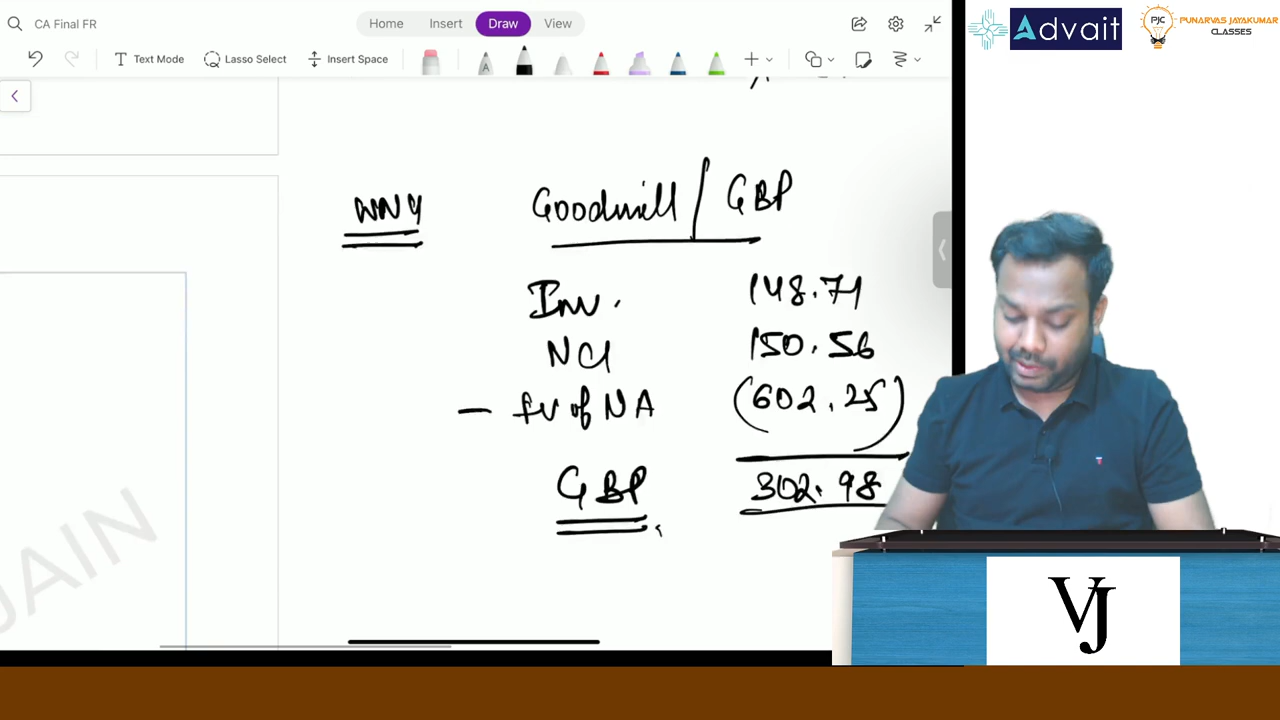 CA Final FR
Home Insert Draw View
Text Mode Lasso Select Insert Space
Advait
PJC PUNARVAS JAYAKUMAR CLASSES
WN4 Goodwill / GBP
Inv. 148.71
NCI 150.56
— FV of NA (602.25)
GBP 302.98
JAIN
VJ